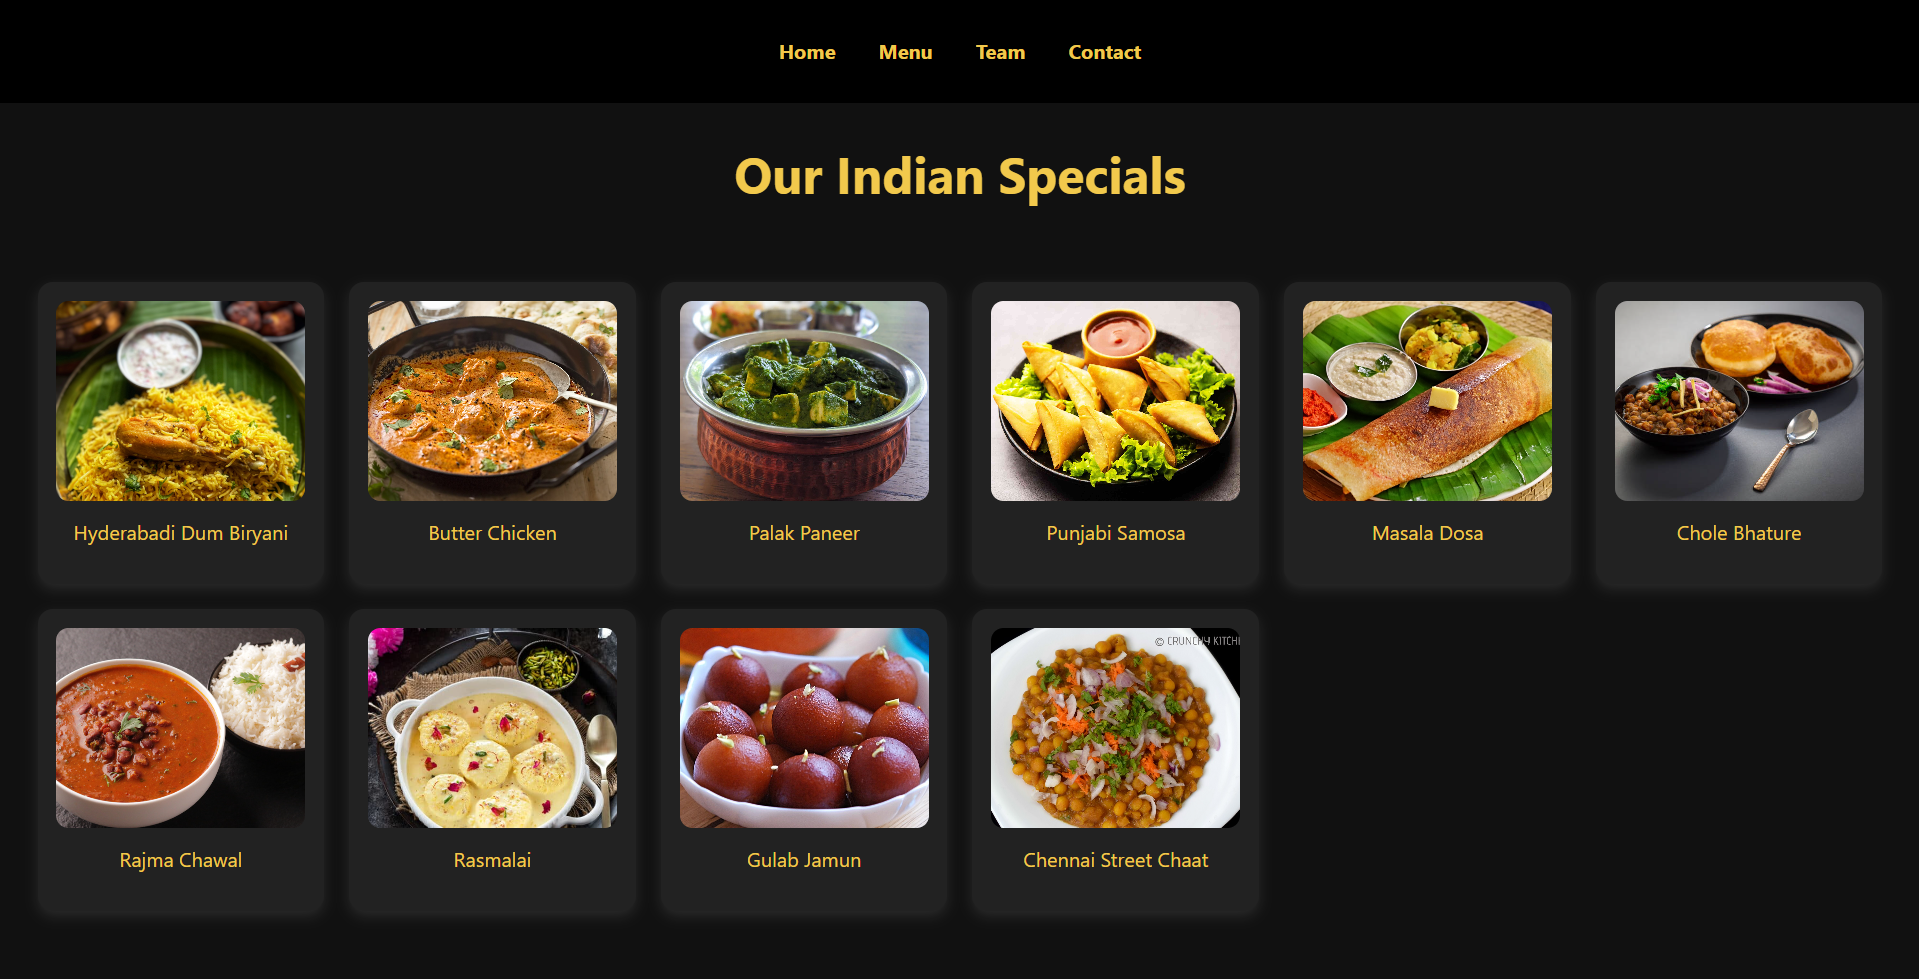 Home Menu Team Contact
Our Indian Specials
Hyderabadi Dum Biryani
Butter Chicken
Palak Paneer
Punjabi Samosa
Masala Dosa
Chole Bhature
© CRUNCHY KITCH
Rajma Chawal
Rasmalai
Gulab Jamun
Chennai Street Chaat